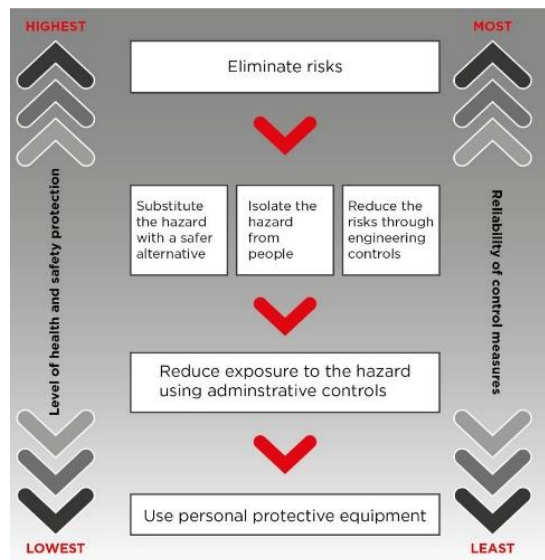 HIGHEST
MOST
Eliminate risks
Level of health and safety protection
Reliability of control measures
Substitute
the hazard
with a safer
alternative
Isolate the
hazard
from
people
Reduce the
risks through
engineering
controls
Reduce exposure to the hazard
using adminstrative controls
Use personal protective equipment
LOWEST
LEAST